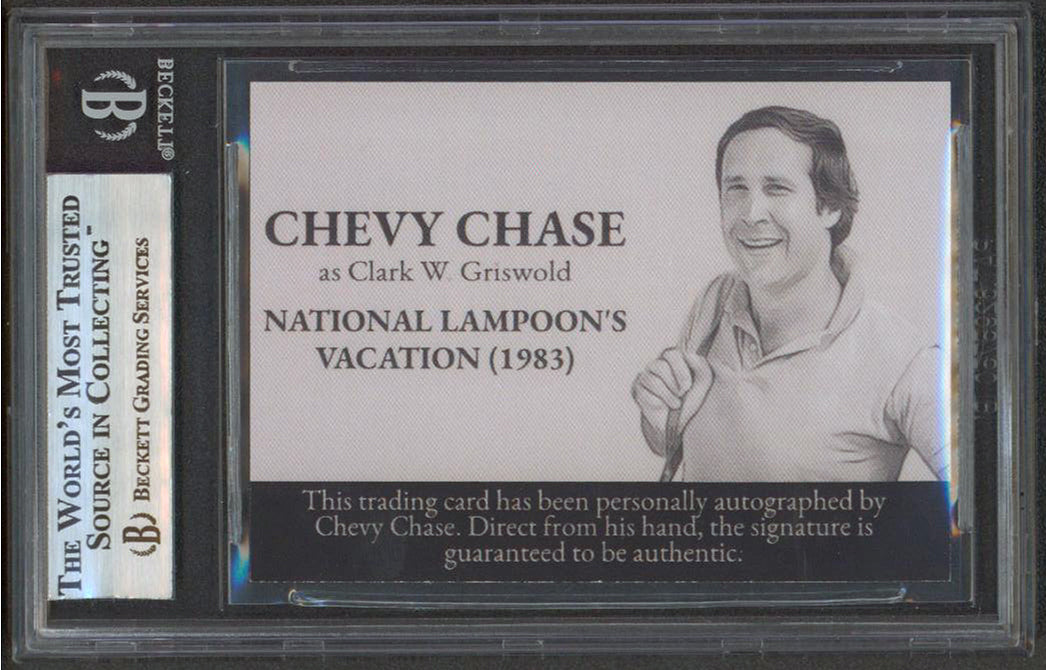 BECKETT®
B
THE WORLD'S MOST TRUSTED
SOURCE IN COLLECTING™
B BECKETT GRADING SERVICES
CHEVY CHASE
as Clark W. Griswold
NATIONAL LAMPOON'S
VACATION (1983)
This trading card has been personally autographed by
Chevy Chase. Direct from his hand, the signature is
guaranteed to be authentic.